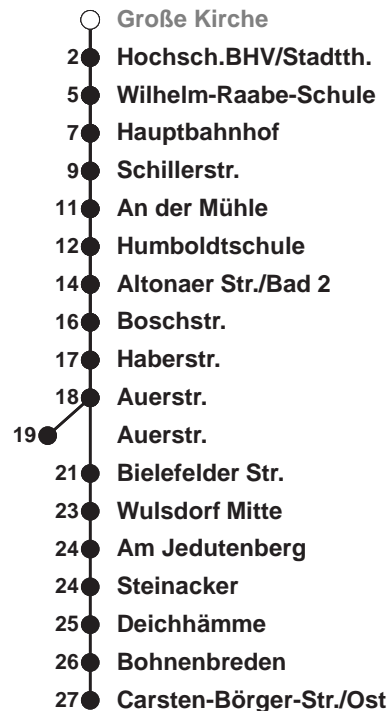 Große Kirche
2 Hochsch.BHV/Stadtth.
5 Wilhelm-Raabe-Schule
7 Hauptbahnhof
9 Schillerstr.
11 An der Mühle
12 Humboldtschule
14 Altonaer Str./Bad 2
16 Boschstr.
17 Haberstr.
18 Auerstr.
19 Auerstr.
21 Bielefelder Str.
23 Wulsdorf Mitte
24 Am Jedutenberg
24 Steinacker
25 Deichhämme
26 Bohnenbreden
27 Carsten-Börger-Str./Ost